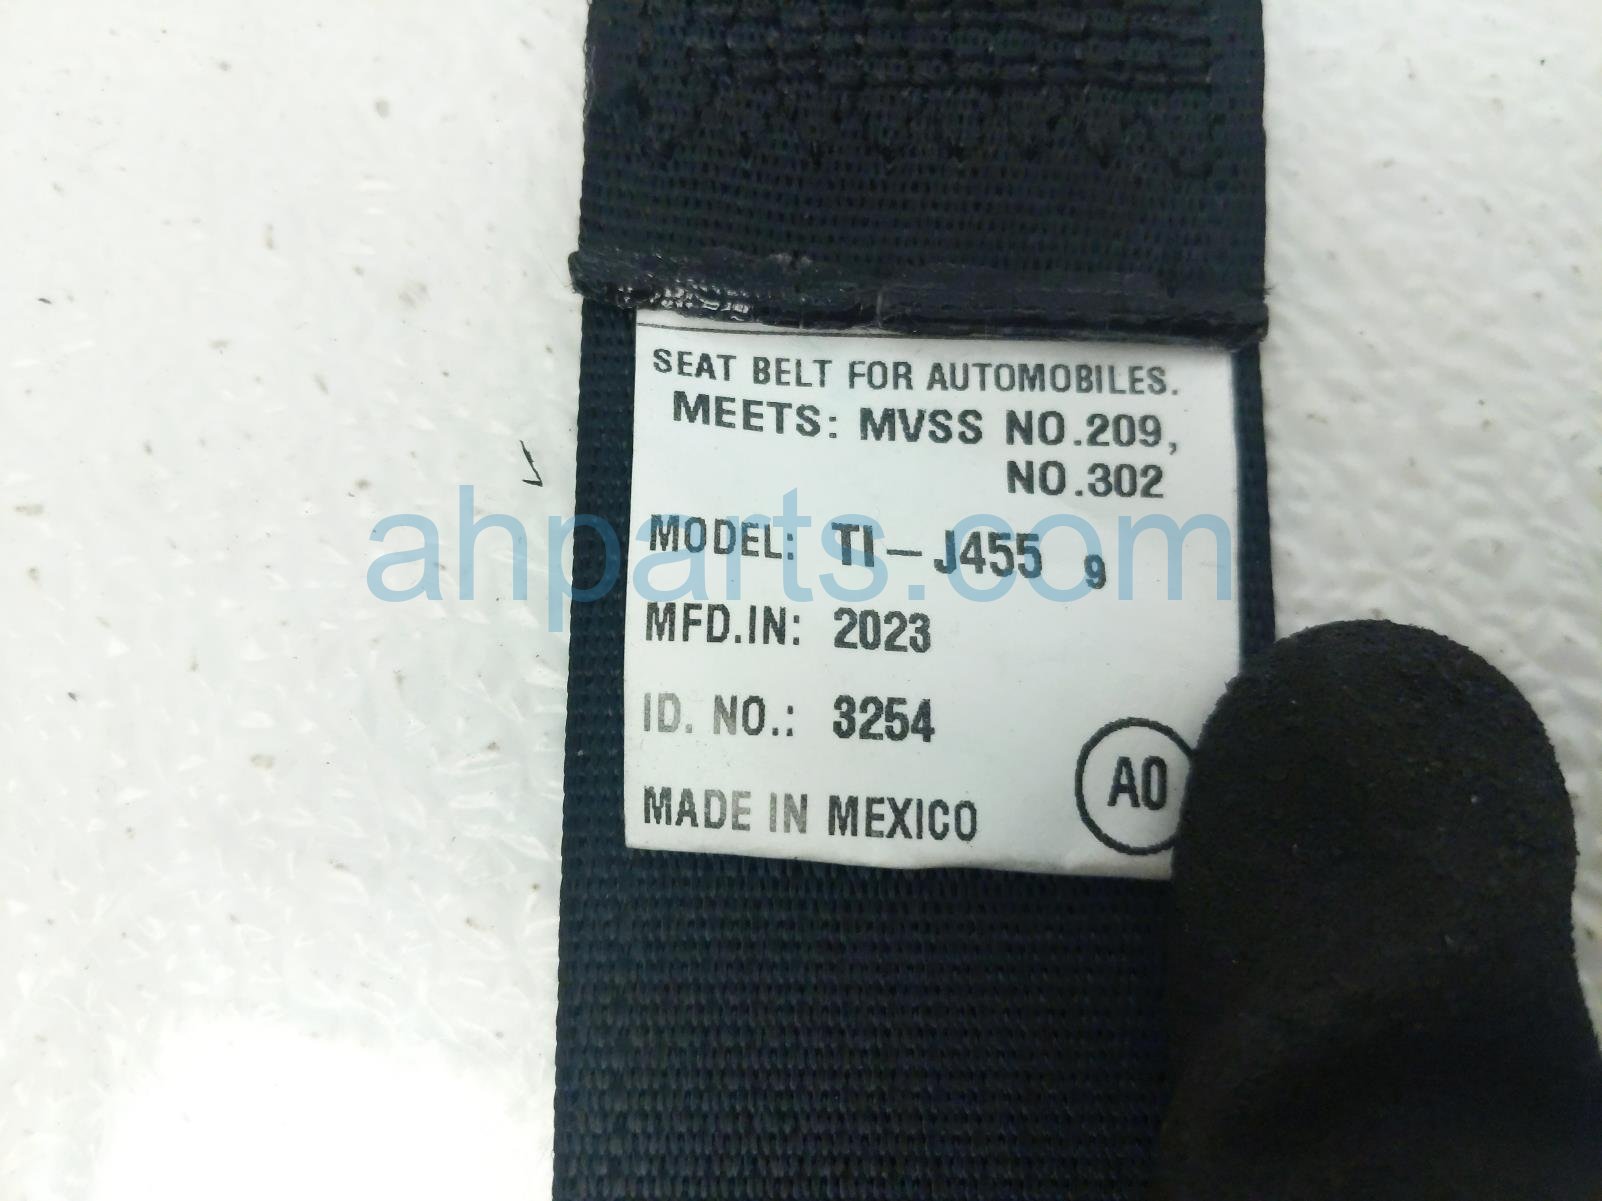 SEAT BELT FOR AUTOMOBILES.
MEETS: MVSS NO.209,
NO.302
MODEL: TI-J455 9
MFD.IN: 2023
ID. NO.: 3254
MADE IN MEXICO
A0
ahparts.com